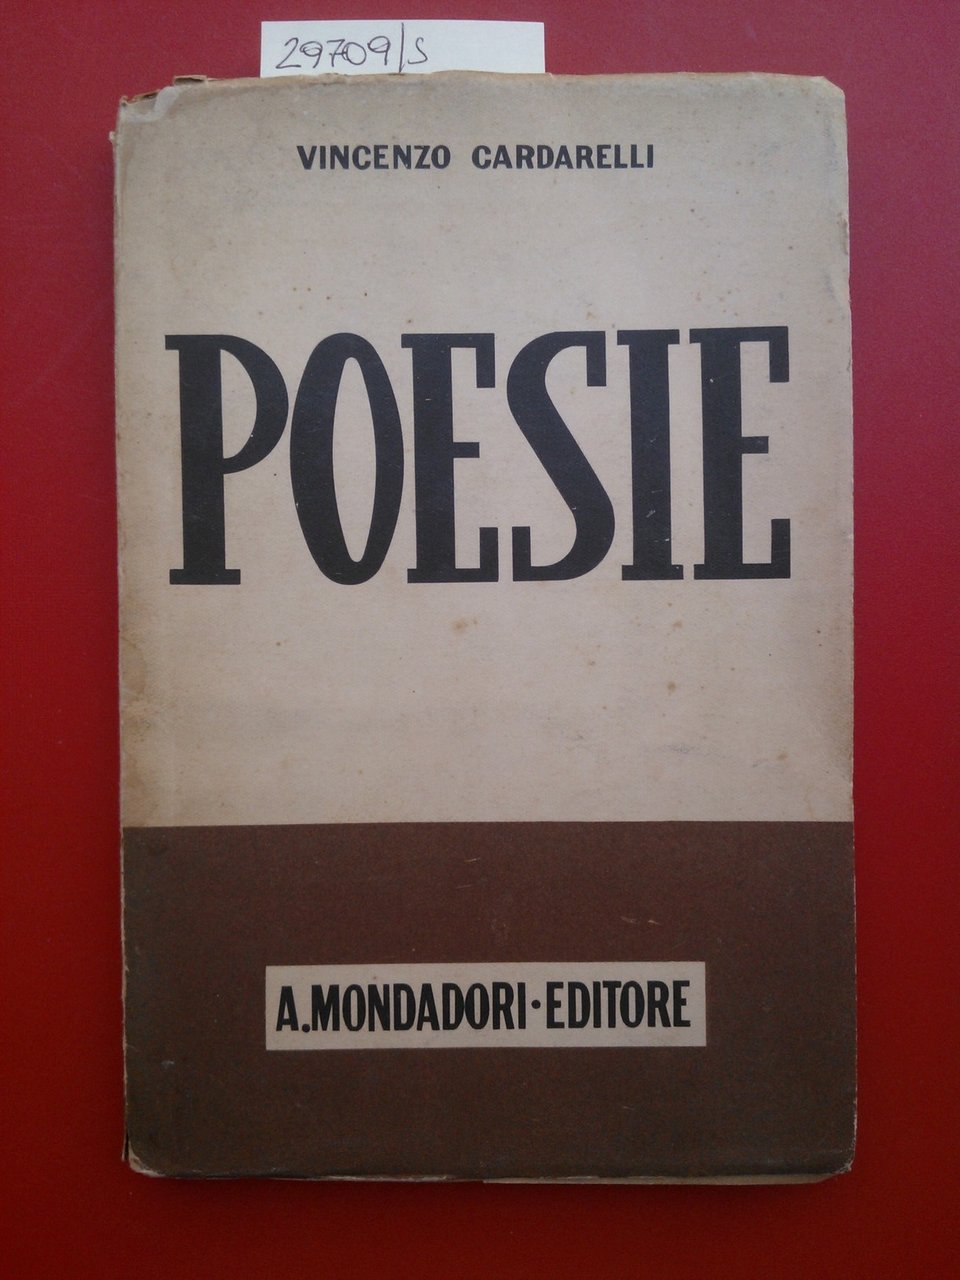 29709/S
VINCENZO CARDARELLI
POESIE
A.MONDADORI·EDITORE